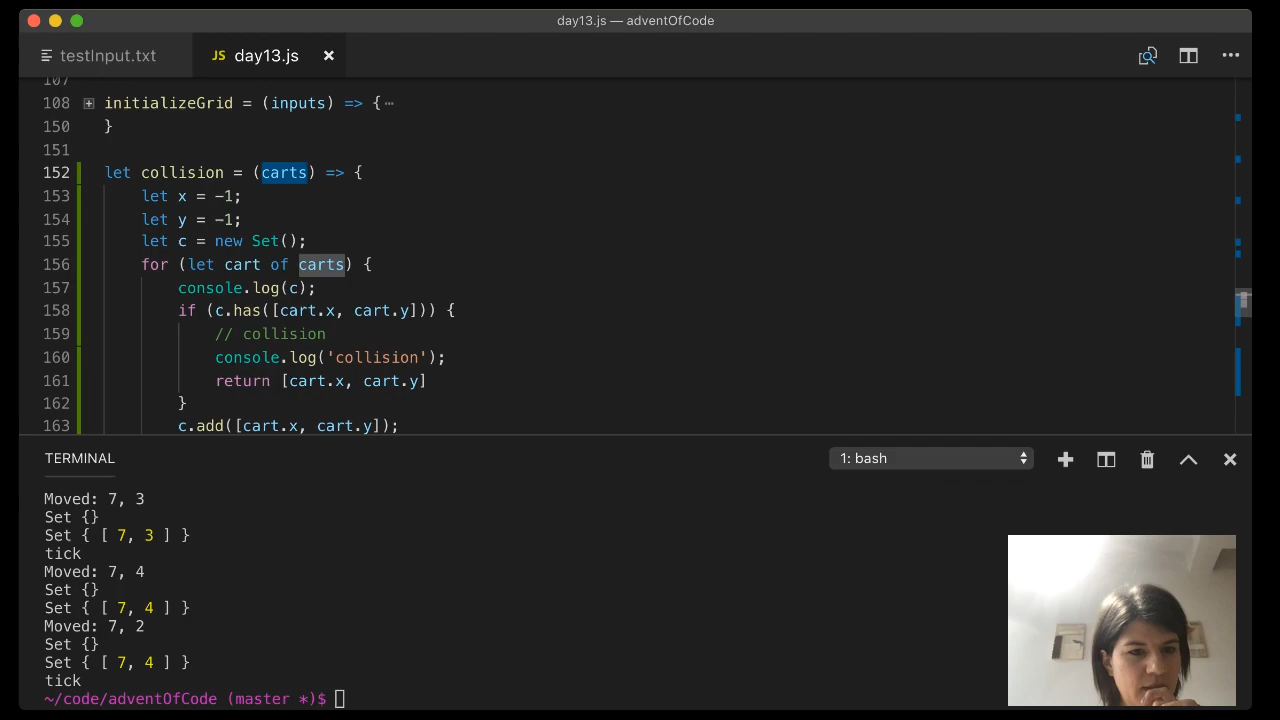 day13.js — adventOfCode
testInput.txt
JS day13.js
107
108 initializeGrid = (inputs) => {…
150 }
151
152 let collision = (carts) => {
153 let x = -1;
154 let y = -1;
155 let c = new Set();
156 for (let cart of carts) {
157 console.log(c);
158 if (c.has([cart.x, cart.y])) {
159 // collision
160 console.log('collision');
161 return [cart.x, cart.y]
162 }
163 c.add([cart.x, cart.y]);
TERMINAL
1: bash
Moved: 7, 3
Set {}
Set { [ 7, 3 ] }
tick
Moved: 7, 4
Set {}
Set { [ 7, 4 ] }
Moved: 7, 2
Set {}
Set { [ 7, 4 ] }
tick
~/code/adventOfCode (master *)$